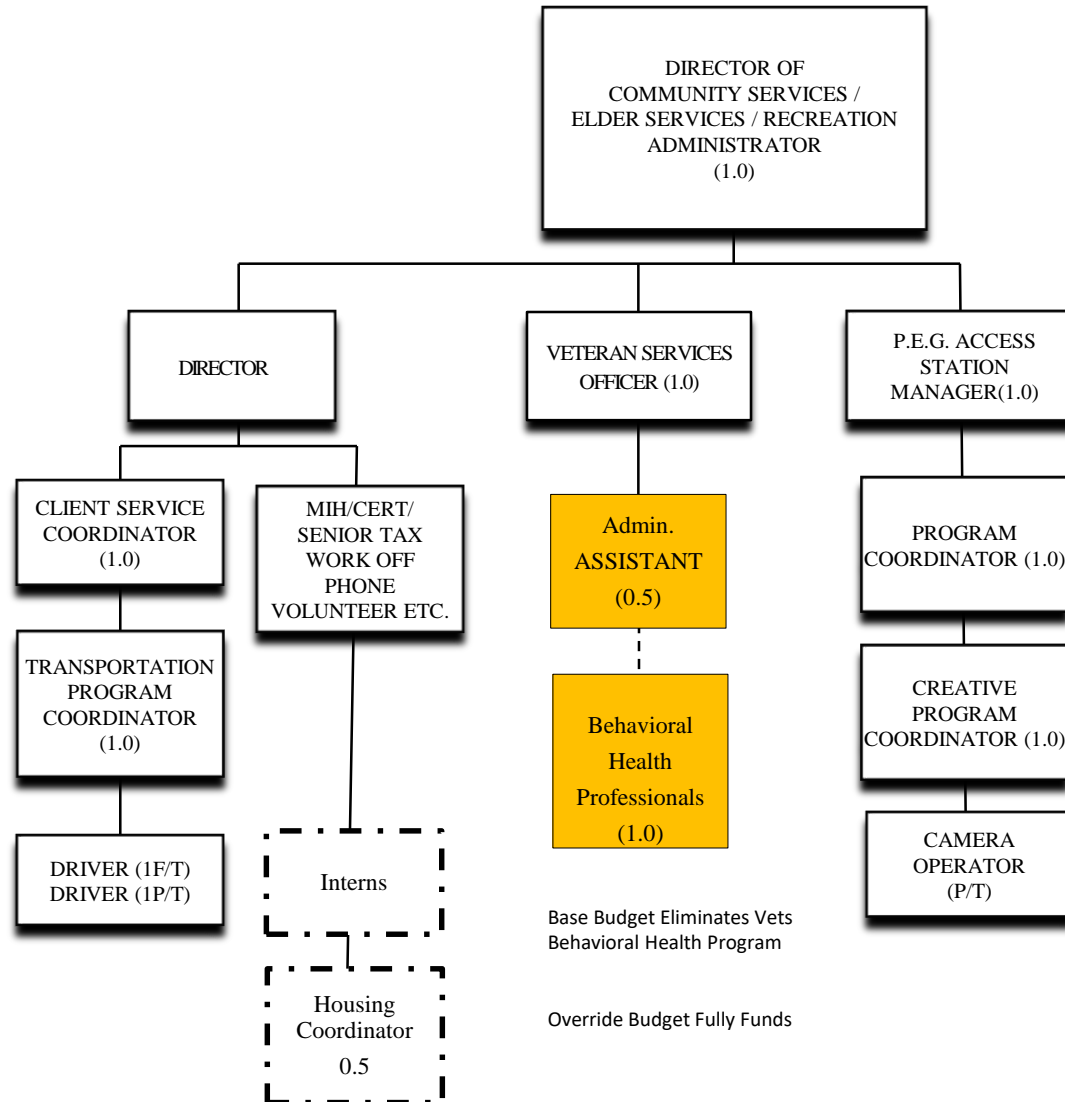 DIRECTOR OF
COMMUNITY SERVICES /
ELDER SERVICES / RECREATION
ADMINISTRATOR
(1.0)
DIRECTOR
VETERAN SERVICES
OFFICER (1.0)
P.E.G. ACCESS
STATION
MANAGER(1.0)
CLIENT SERVICE
COORDINATOR
(1.0)
MIH/CERT/
SENIOR TAX
WORK OFF
PHONE
VOLUNTEER ETC.
Admin.
ASSISTANT
(0.5)
PROGRAM
COORDINATOR (1.0)
TRANSPORTATION
PROGRAM
COORDINATOR
(1.0)
Behavioral
Health
Professionals
(1.0)
CREATIVE
PROGRAM
COORDINATOR (1.0)
DRIVER (1F/T)
DRIVER (1P/T)
Interns
CAMERA
OPERATOR
(P/T)
Base Budget Eliminates Vets
Behavioral Health Program
Housing
Coordinator
0.5
Override Budget Fully Funds